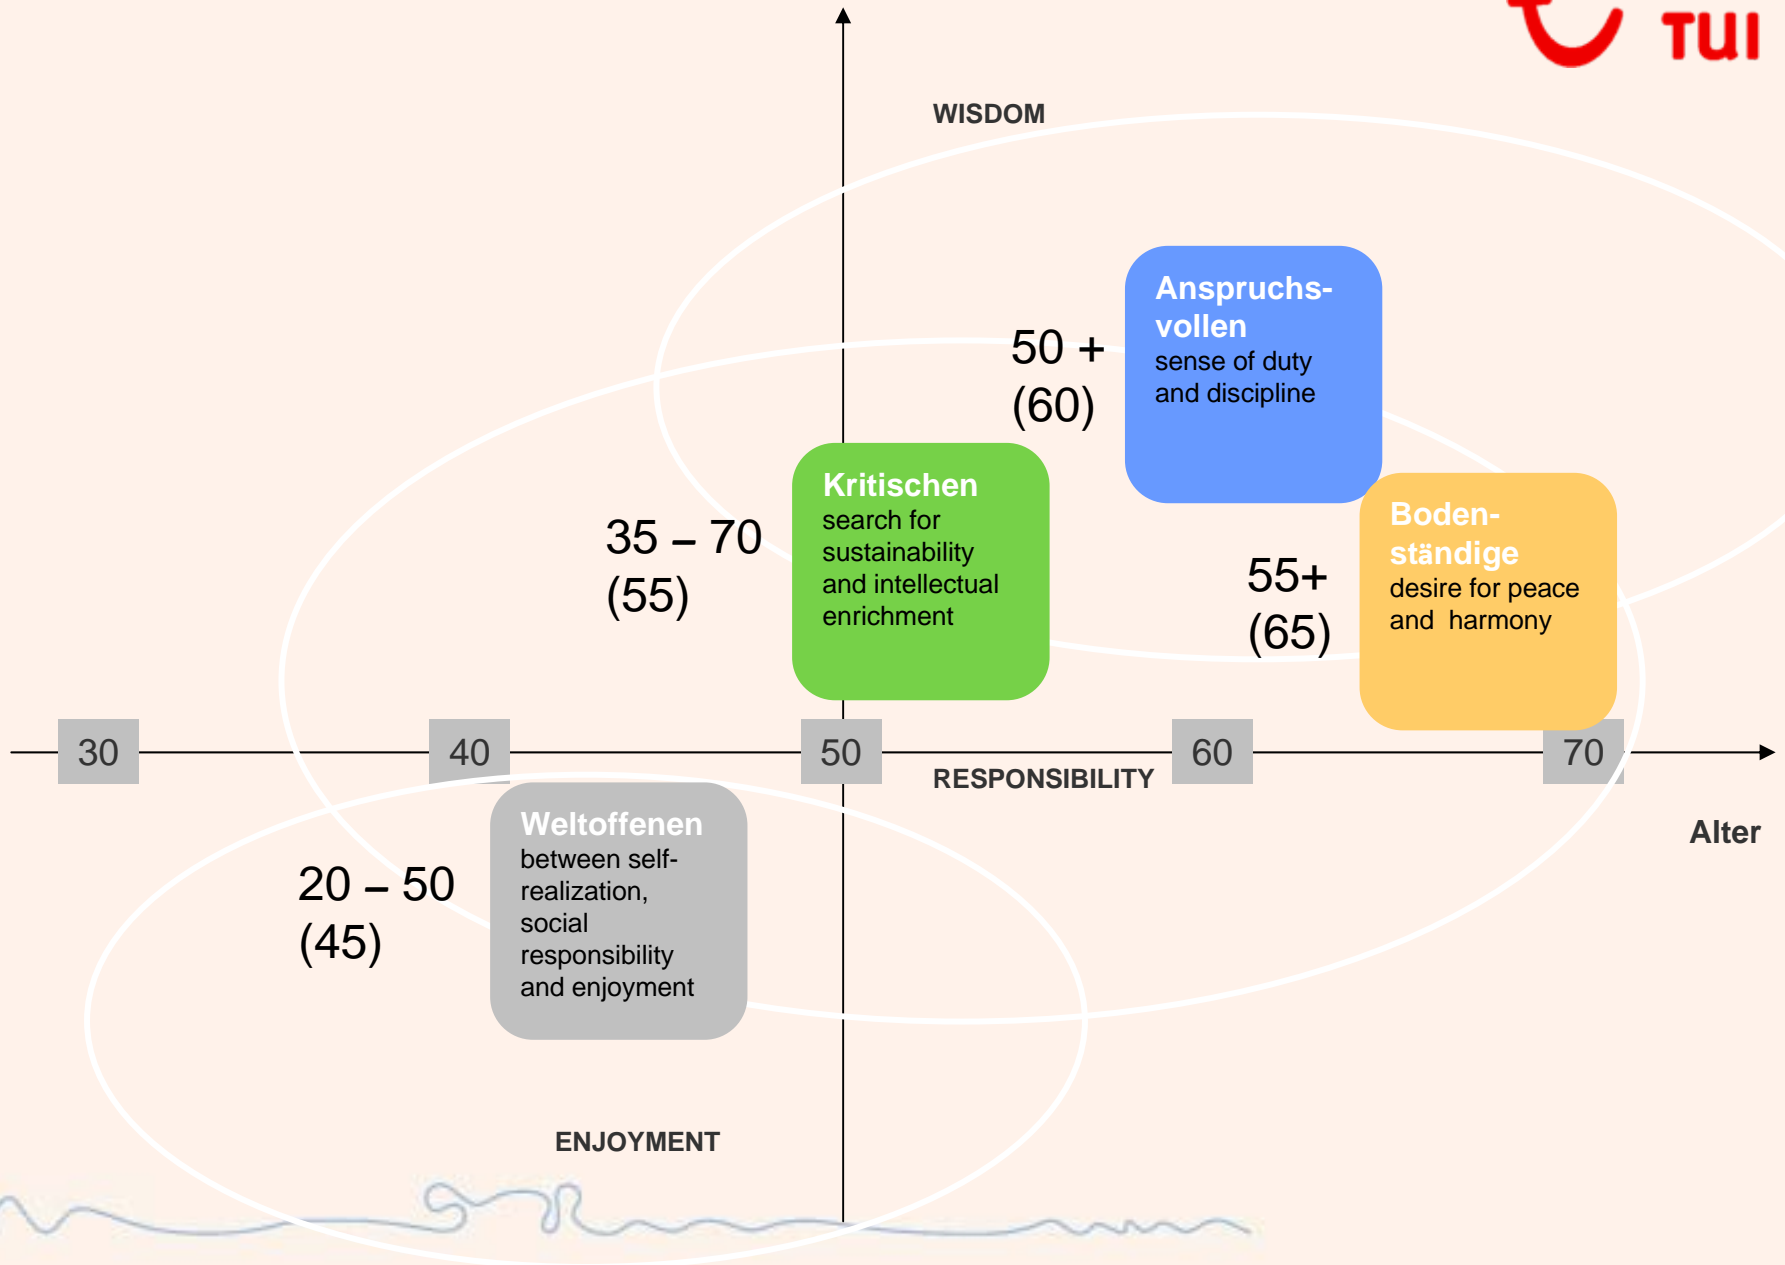 TUI
WISDOM
Anspruchs-
vollen
sense of duty
and discipline
50 +
(60)
Kritischen
search for
sustainability
and intellectual
enrichment
35 – 70
(55)
Boden-
ständige
desire for peace
and harmony
55+
(65)
30
40
50
60
70
RESPONSIBILITY
Alter
Weltoffenen
between self-
realization,
social
responsibility
and enjoyment
20 – 50
(45)
ENJOYMENT